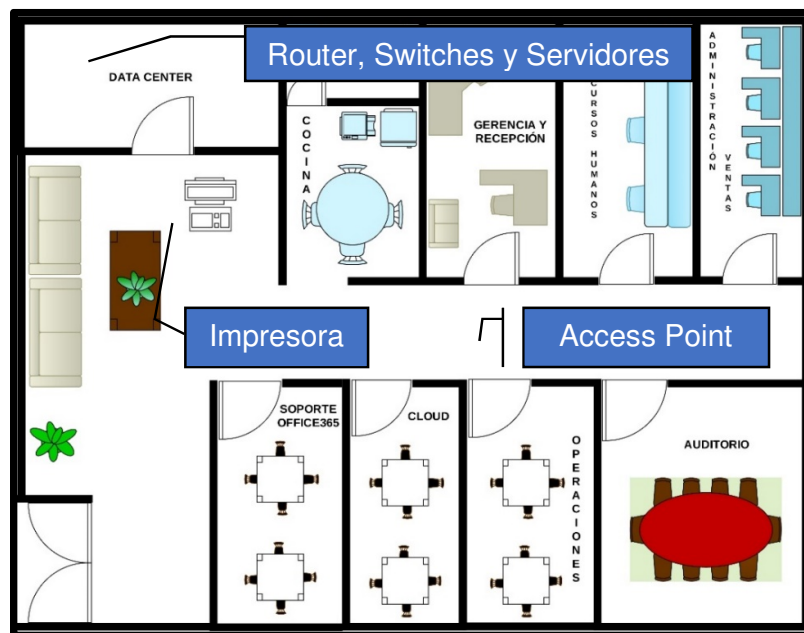 Router, Switches y Servidores
DATA CENTER
COCINA
GERENCIA Y
RECEPCIÓN
CURSOS HUMANOS
ADMINISTRACIÓN
VENTAS
Impresora
Access Point
SOPORTE
OFFICE365
CLOUD
OPERACIONES
AUDITORIO